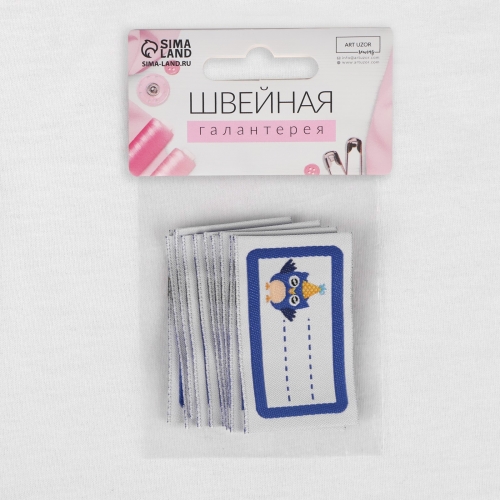 SIMA
LAND
SIMA-LAND.RU
ART UZOR
ШВЕЙНАЯ
галантерея